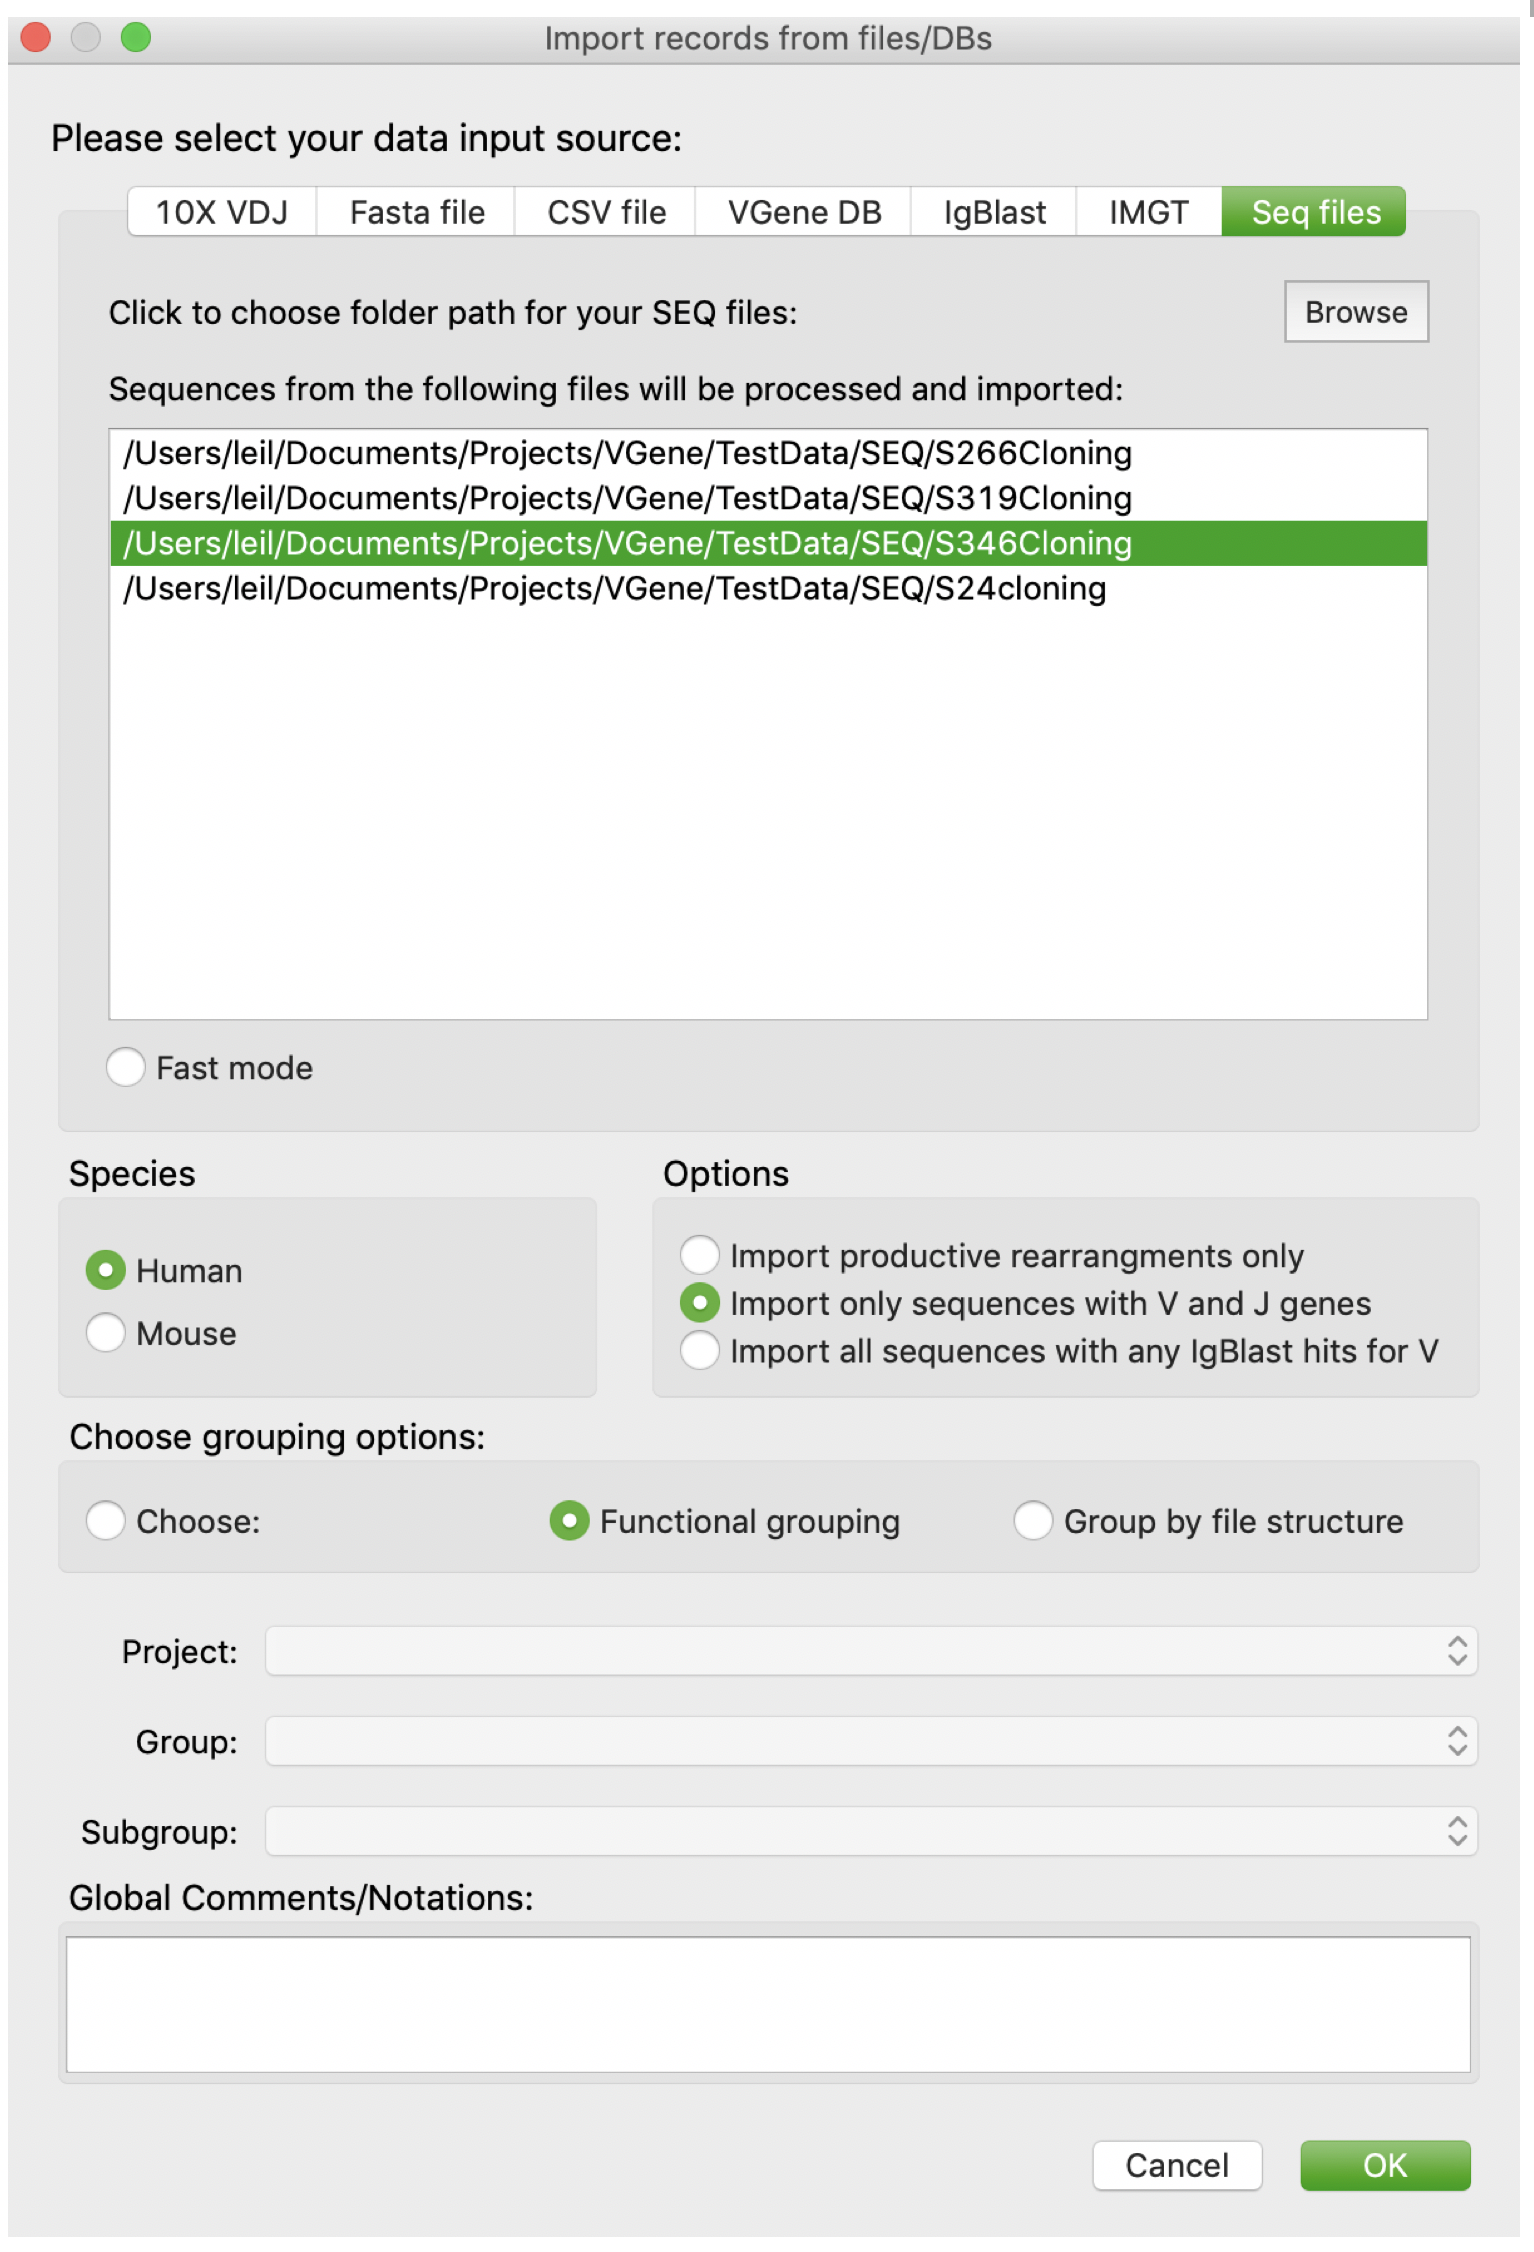 Import records from files/DBs
Please select your data input source:
10X VDJ Fasta file CSV file VGene DB IgBlast IMGT Seq files
Click to choose folder path for your SEQ files: Browse
Sequences from the following files will be processed and imported:
/Users/leil/Documents/Projects/VGene/TestData/SEQ/S266Cloning
/Users/leil/Documents/Projects/VGene/TestData/SEQ/S319Cloning
/Users/leil/Documents/Projects/VGene/TestData/SEQ/S346Cloning
/Users/leil/Documents/Projects/VGene/TestData/SEQ/S24cloning
Fast mode
Species
Human
Mouse
Options
Import productive rearrangments only
Import only sequences with V and J genes
Import all sequences with any IgBlast hits for V
Choose grouping options:
Choose: Functional grouping Group by file structure
Project:
Group:
Subgroup:
Global Comments/Notations:
Cancel OK